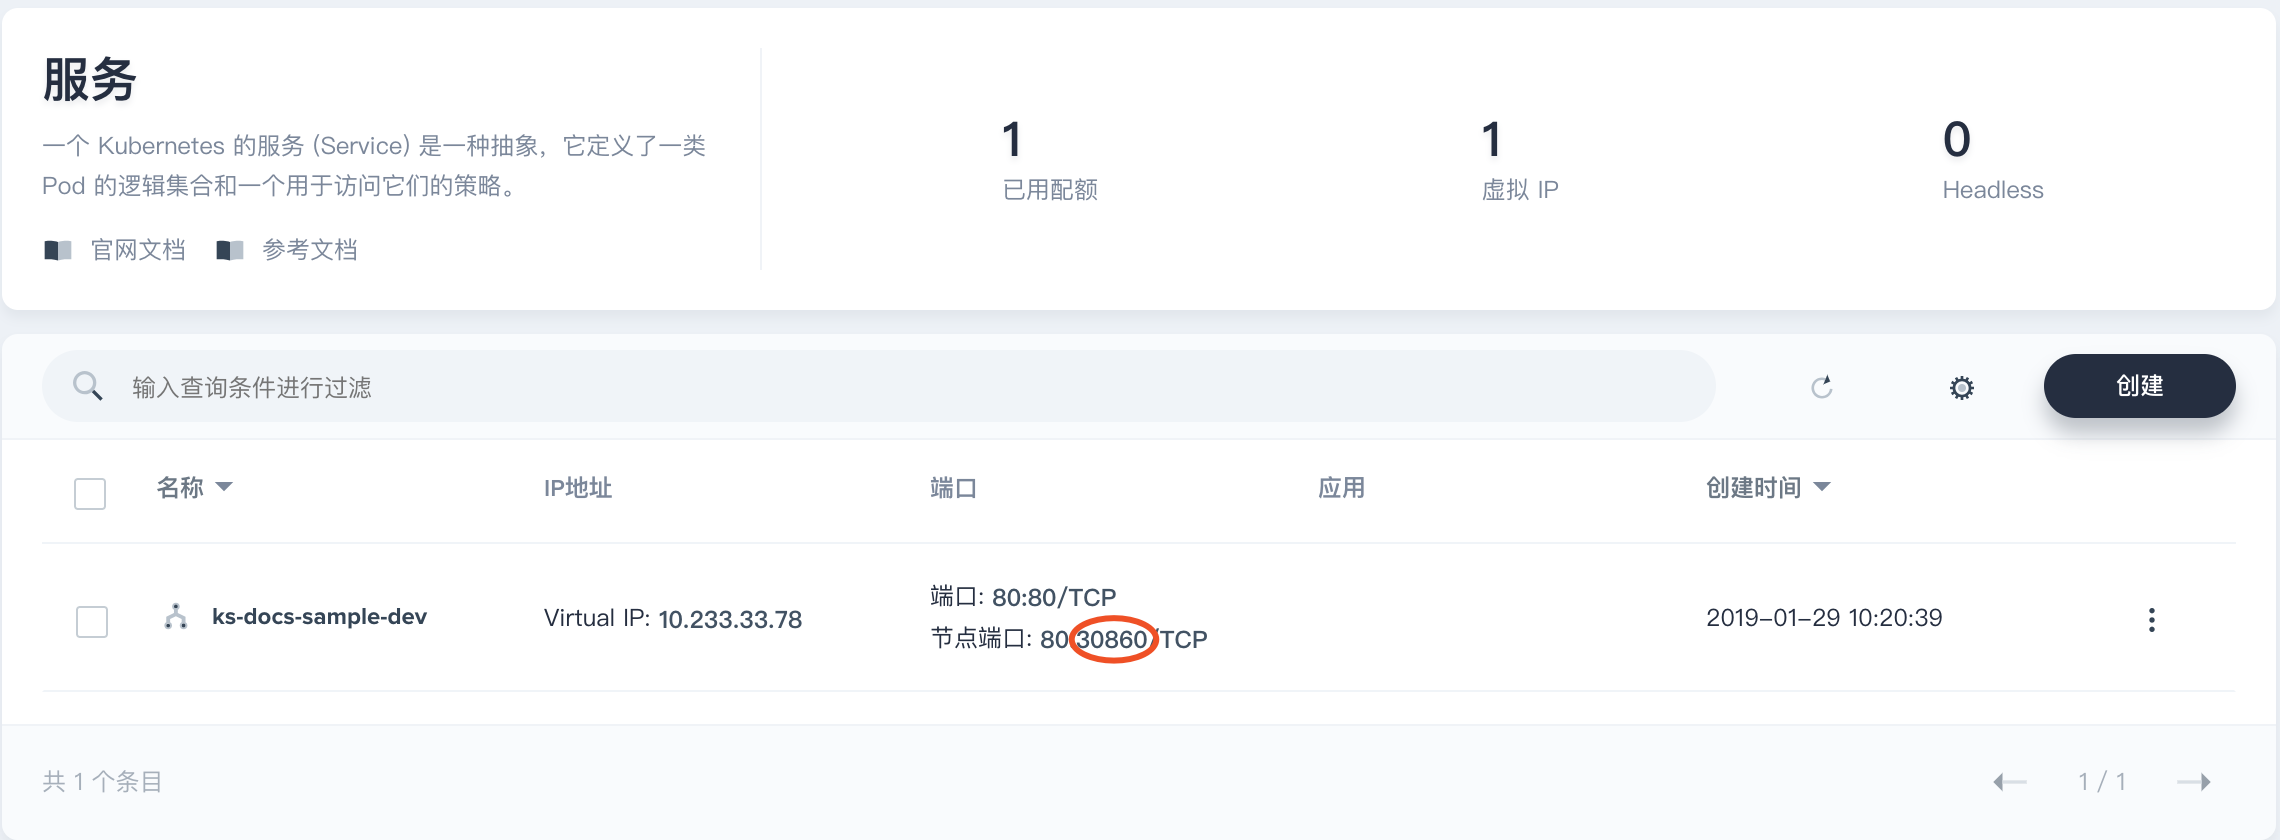 服务
一个 Kubernetes 的服务 (Service) 是一种抽象，它定义了一类
Pod 的逻辑集合和一个用于访问它们的策略。
官网文档 参考文档
1
已用配额
1
虚拟 IP
0
Headless
输入查询条件进行过滤
创建
名称 IP地址 端口 应用 创建时间
ks-docs-sample-dev
Virtual IP: 10.233.33.78
端口: 80:80/TCP
节点端口: 80:30860/TCP
2019-01-29 10:20:39
共 1 个条目
1 / 1